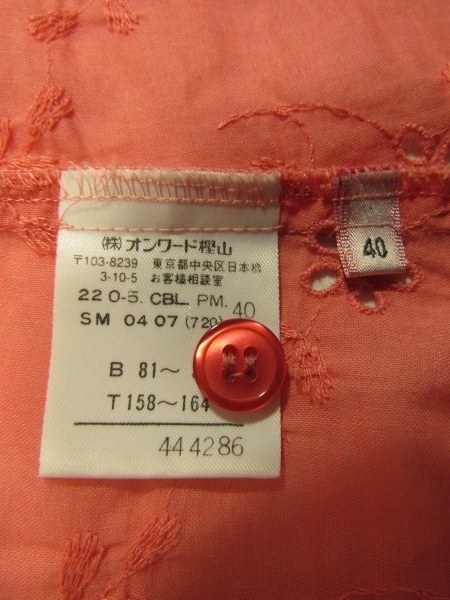 (株)オンワード樫山
〒103-8239 東京都中央区日本橋
3-10-5 お客様相談室
22 0-5. CBL. PM. 40
SM 04 07 (720)
B 81～
T 158～164
444286
40